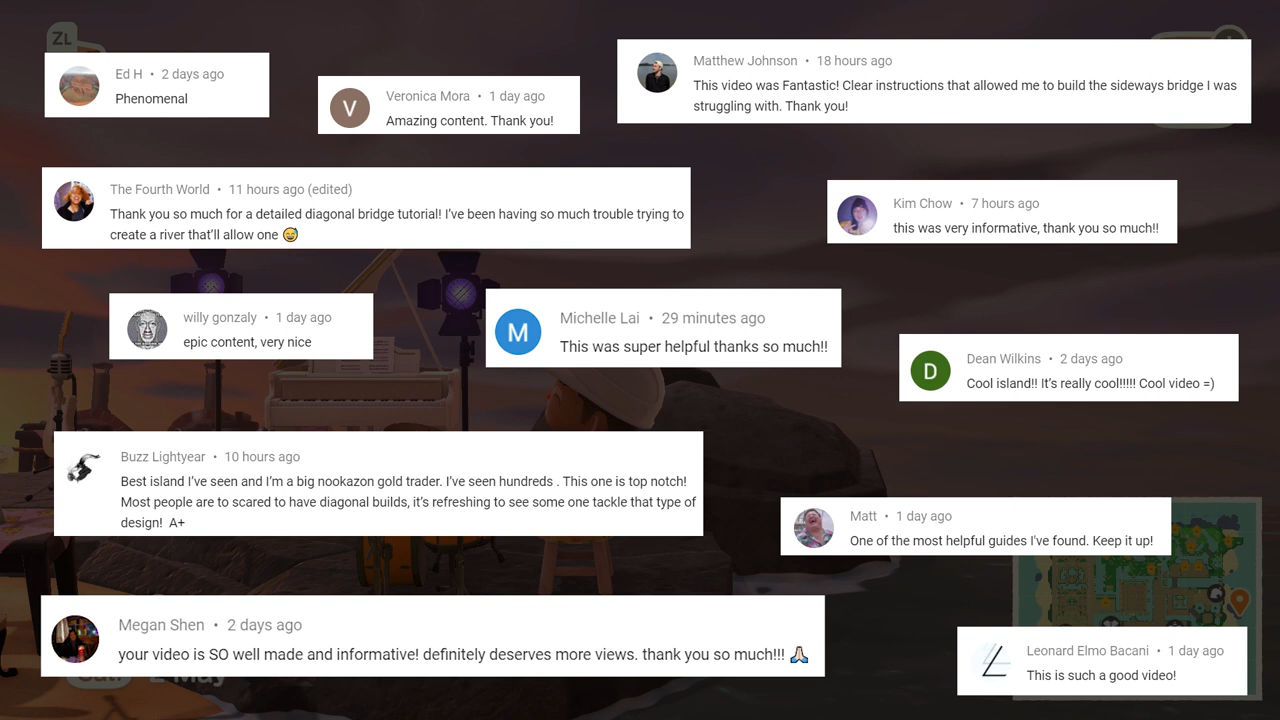 ZL
Ed H • 2 days ago
Phenomenal
Veronica Mora • 1 day ago
Amazing content. Thank you!
Matthew Johnson • 18 hours ago
This video was Fantastic! Clear instructions that allowed me to build the sideways bridge I was
struggling with. Thank you!
The Fourth World • 11 hours ago (edited)
Thank you so much for a detailed diagonal bridge tutorial! I've been having so much trouble trying to
create a river that'll allow one 😅
Kim Chow • 7 hours ago
this was very informative, thank you so much!!
willy gonzaly • 1 day ago
epic content, very nice
M
Michelle Lai • 29 minutes ago
This was super helpful thanks so much!!
D
Dean Wilkins • 2 days ago
Cool island!! It's really cool!!!!! Cool video =)
Buzz Lightyear • 10 hours ago
Best island I've seen and I'm a big nookazon gold trader. I've seen hundreds . This one is top notch!
Most people are to scared to have diagonal builds, it's refreshing to see some one tackle that type of
design!  A+
Matt • 1 day ago
One of the most helpful guides I've found. Keep it up!
Megan Shen • 2 days ago
your video is SO well made and informative! definitely deserves more views. thank you so much!!! 🙏🏻
Leonard Elmo Bacani • 1 day ago
This is such a good video!
V